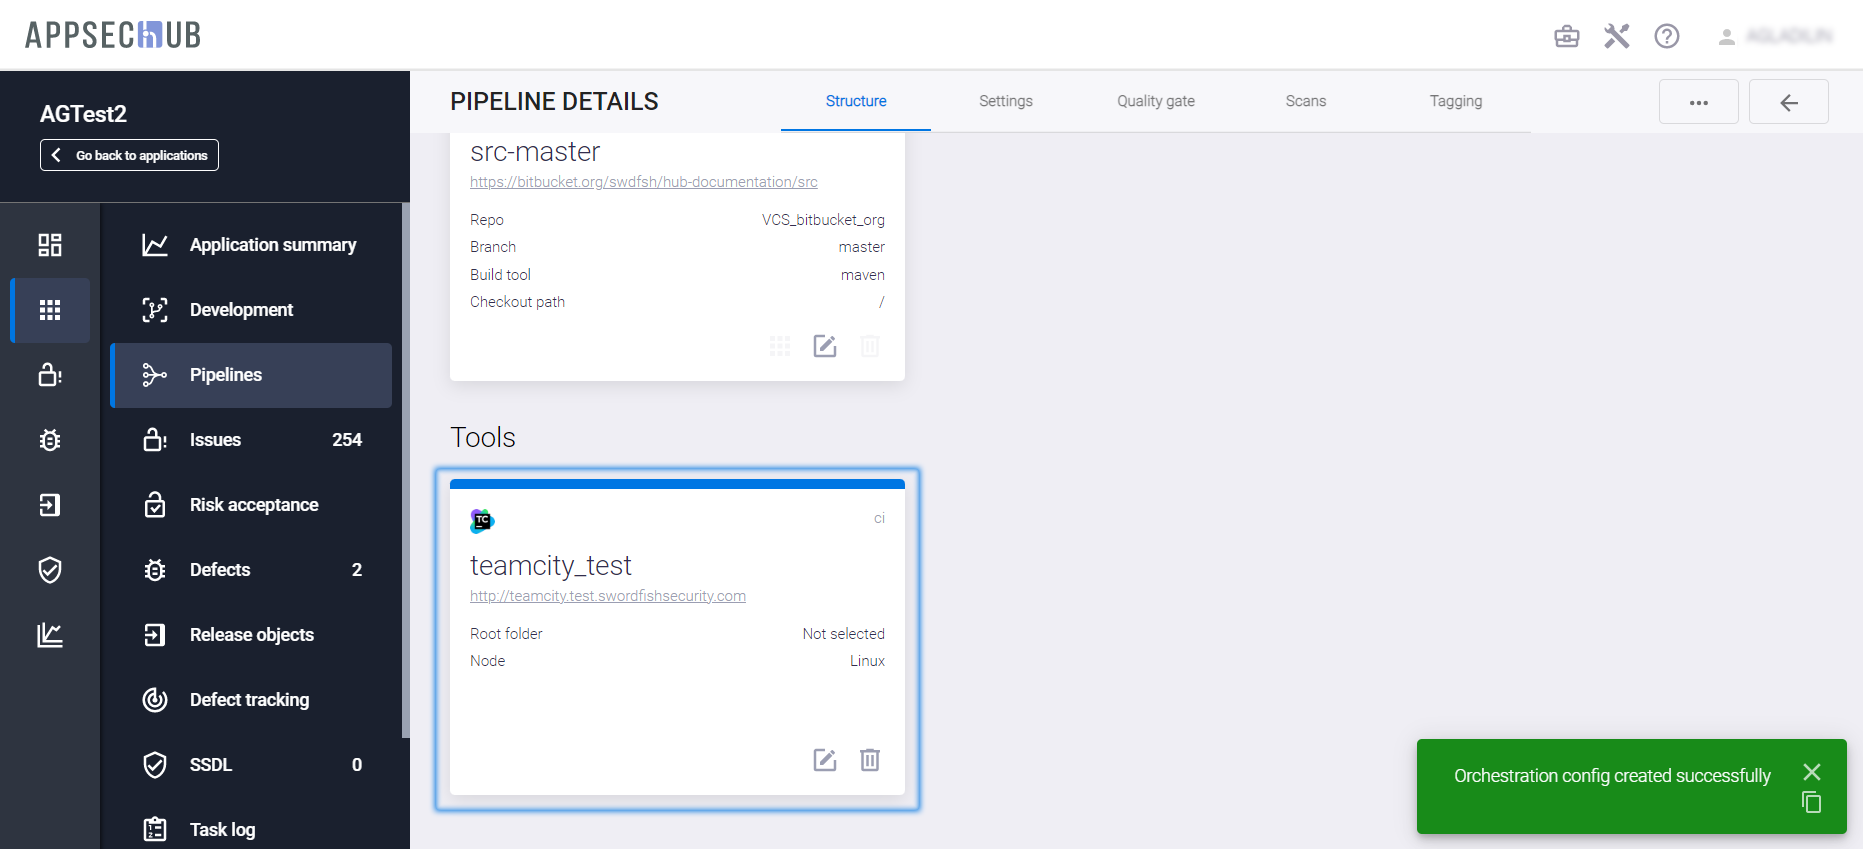 APPSECHUB
AGTest2
Go back to applications
Application summary
Development
Pipelines
Issues 254
Risk acceptance
Defects 2
Release objects
Defect tracking
SSDL 0
Task log
PIPELINE DETAILS
Structure
Settings
Quality gate
Scans
Tagging
src-master
https://bitbucket.org/swdfsh/hub-documentation/src
Repo VCS_bitbucket_org
Branch master
Build tool maven
Checkout path /
Tools
TC
ci
teamcity_test
http://teamcity.test.swordfishsecurity.com
Root folder Not selected
Node Linux
Orchestration config created successfully